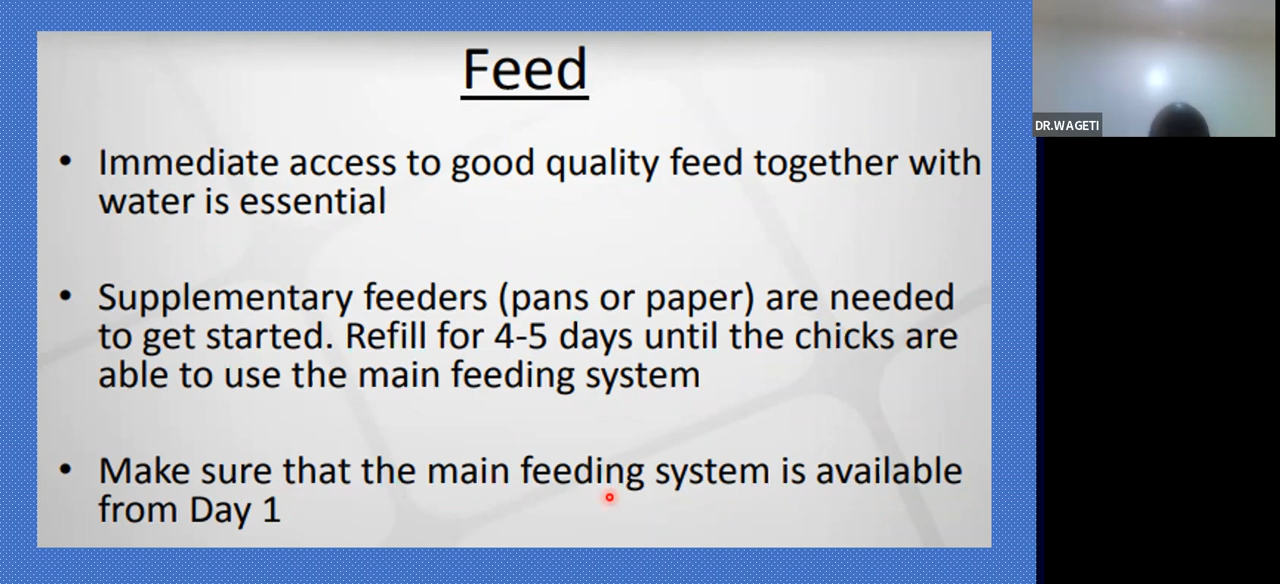 Feed
• Immediate access to good quality feed together with
water is essential
• Supplementary feeders (pans or paper) are needed
to get started. Refill for 4-5 days until the chicks are
able to use the main feeding system
• Make sure that the main feeding system is available
from Day 1
DR.WAGETI